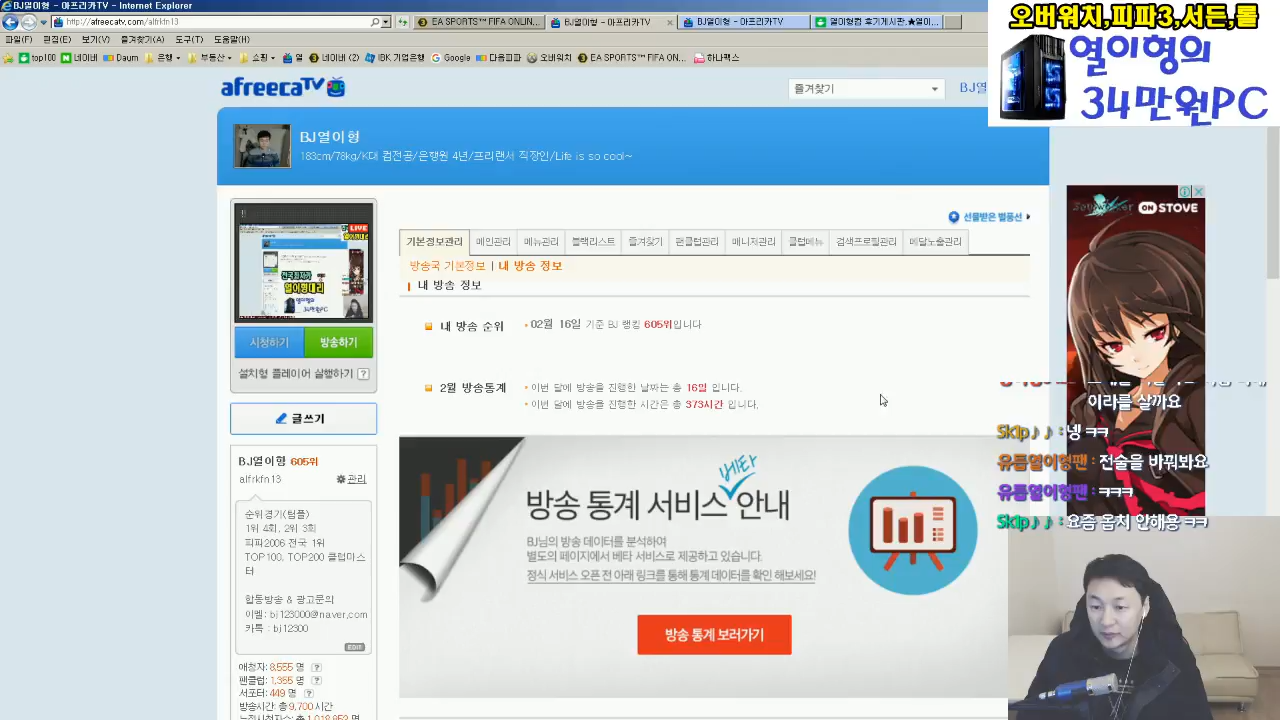 BJ열이형 - 아프리카TV - Internet Explorer
http://afreecatv.com/alfrkfn13
BJ열이형 - 아프리카TV
열이형컴 후기게시판,★열이...
파일(F) 편집(E) 보기(V) 즐겨찾기(A) 도구(T) 도움말(H)
top100 네이버 Daum 은행 부동산 쇼핑 열 네이버카... IBK 기업은행 Google 다음피파 오버워치 EA SPORTS™ FIFA ON... 하나팩스
오버워치,피파3,서든,롤
열이형의
34만원PC
afreecaTV
즐겨찾기
BJ열
BJ열이형
183cm/78kg/K대 컴전공/은행원 4년/프리랜서 직장인/Life is so cool~
LIVE
시청하기 방송하기
설치형 플레이어 실행하기 ?
글쓰기
BJ열이형 605위
alfrkfn13 관리
순위경기(텀플)
1위 4회, 2위 3회
피파2006 전국 1위
TOP100, TOP200 클럽마스
터
합동방송 & 광고문의
이멜 : bj123000@naver.com
카톡 : bj12300
EDIT
애청자: 8,555 명 ?
팬클럽: 1,355 명 ?
서포터: 449 명 ?
방송시간: 총 9,700 시간
선물받은 별풍선
기본정보관리 메인관리 메뉴관리 블랙리스트 즐겨찾기 팬클럽관리 매니저관리 클럽메뉴 검색프로필관리 메달노출관리
방송국 기본정보 | 내 방송 정보
내 방송 정보
내 방송 순위 • 02월 16일 기준 BJ 랭킹 605위입니다
2월 방송통계 • 이번 달에 방송을 진행한 날짜는 총 16일 입니다.
• 이번 달에 방송을 진행한 시간은 총 373시간 입니다.
베타
방송 통계 서비스 안내
BJ님의 방송 데이터를 분석하여
별도의 페이지에서 베타 서비스로 제공하고 있습니다.
정식 서비스 오픈 전 아래 링크를 통해 통계 데이터를 확인 해보세요!
방송 통계 보러가기
ON STOVE
이라를 살까요
Sk1p♪♪ : 넹 ㅋㅋ
유픔열이형팬 : 전술을 바꿔봐요
유픔열이형팬 : ㅋㅋㅋ
Sk1p♪♪ : 요즘 옵치 안해용 ㅋㅋ